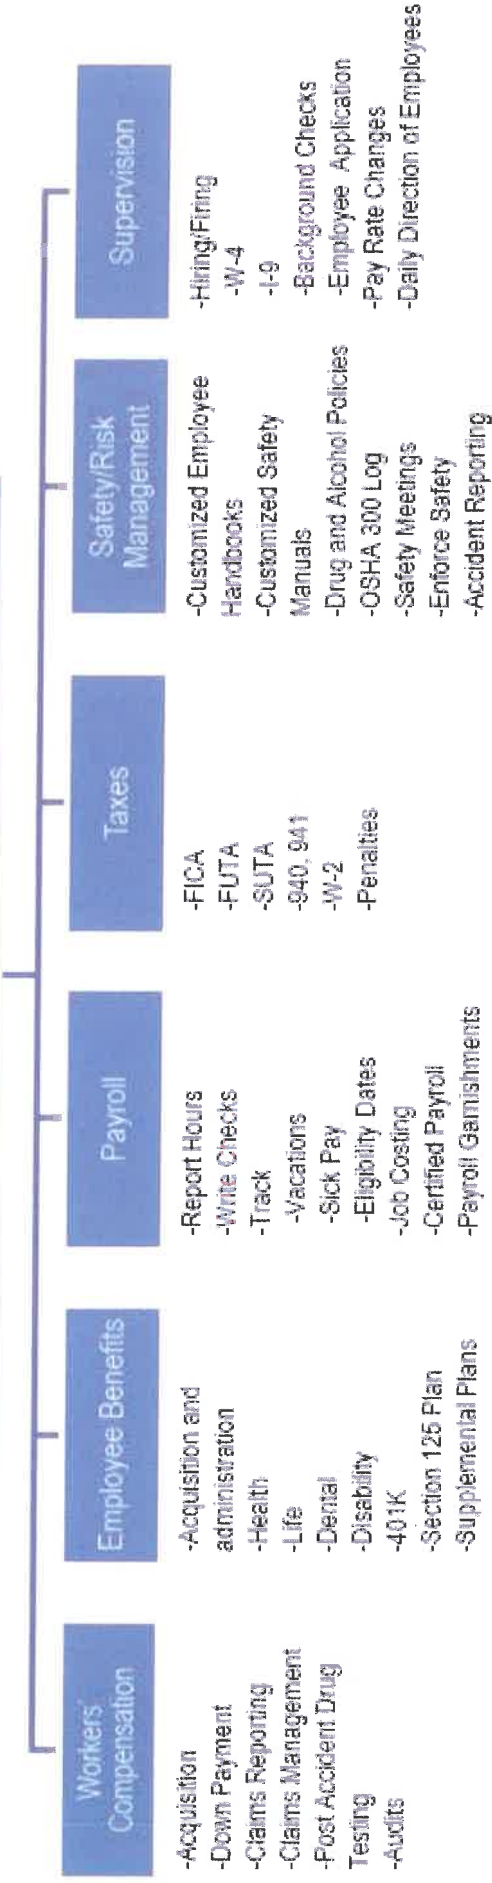 Workers'
Compensation
-Acquisition
-Down Payment
-Claims Reporting
-Claims Management
-Post Accident Drug
Testing
-Audits
Employee Benefits
-Acquisition and
administration
-Health
-Life
-Dental
-Disability
-401K
-Section 125 Plan
-Supplemental Plans
Payroll
-Report Hours
-Write Checks
-Track
-Vacations
-Sick Pay
-Eligibility Dates
-Job Costing
-Certified Payroll
-Payroll Garnishments
Taxes
-FICA
-FUTA
-SUTA
-940, 941
-W-2
-Penalties
Safety/Risk
Management
-Customized Employee
Handbooks
-Customized Safety
Manuals
-Drug and Alcohol Policies
-OSHA 300 Log
-Safety Meetings
-Enforce Safety
-Accident Reporting
Supervision
-Hiring/Firing
-W-4
-I-9
-Background Checks
-Employee Application
-Pay Rate Changes
-Daily Direction of Employees